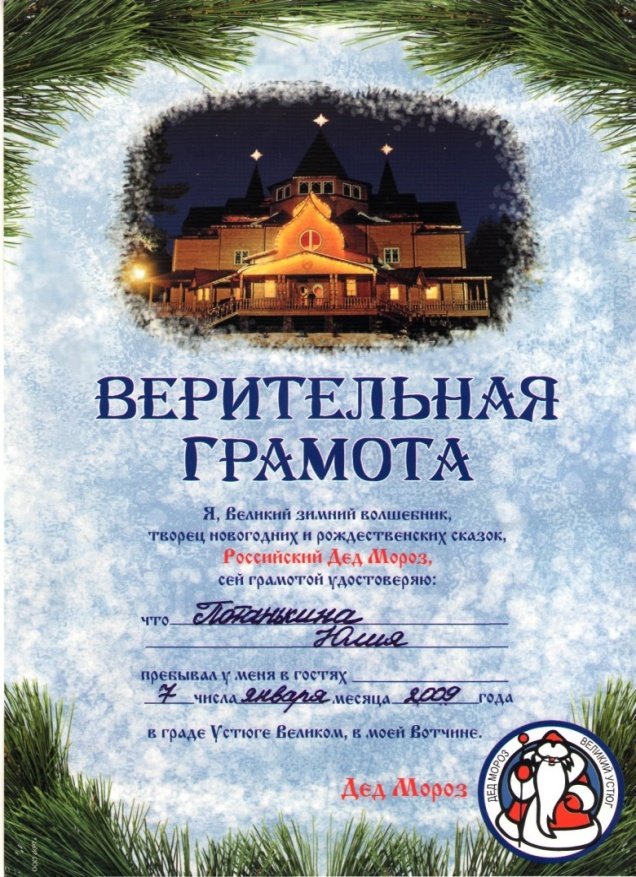 ВЕРИТЕЛЬНАЯ
ГРАМОТА
Я, Великий зимний волшебник,
творец новогодних и рождественских сказок,
Российский Дед Мороз,
сей грамотой удостоверяю:
что Потанькина
Юлия
пребывал у меня в гостях
7 числа января месяца 2009 года
в граде Устюге Великом, в моей Вотчине.
Дед Мороз
ДЕД МОРОЗ ВЕЛИКИЙ УСТЮГ